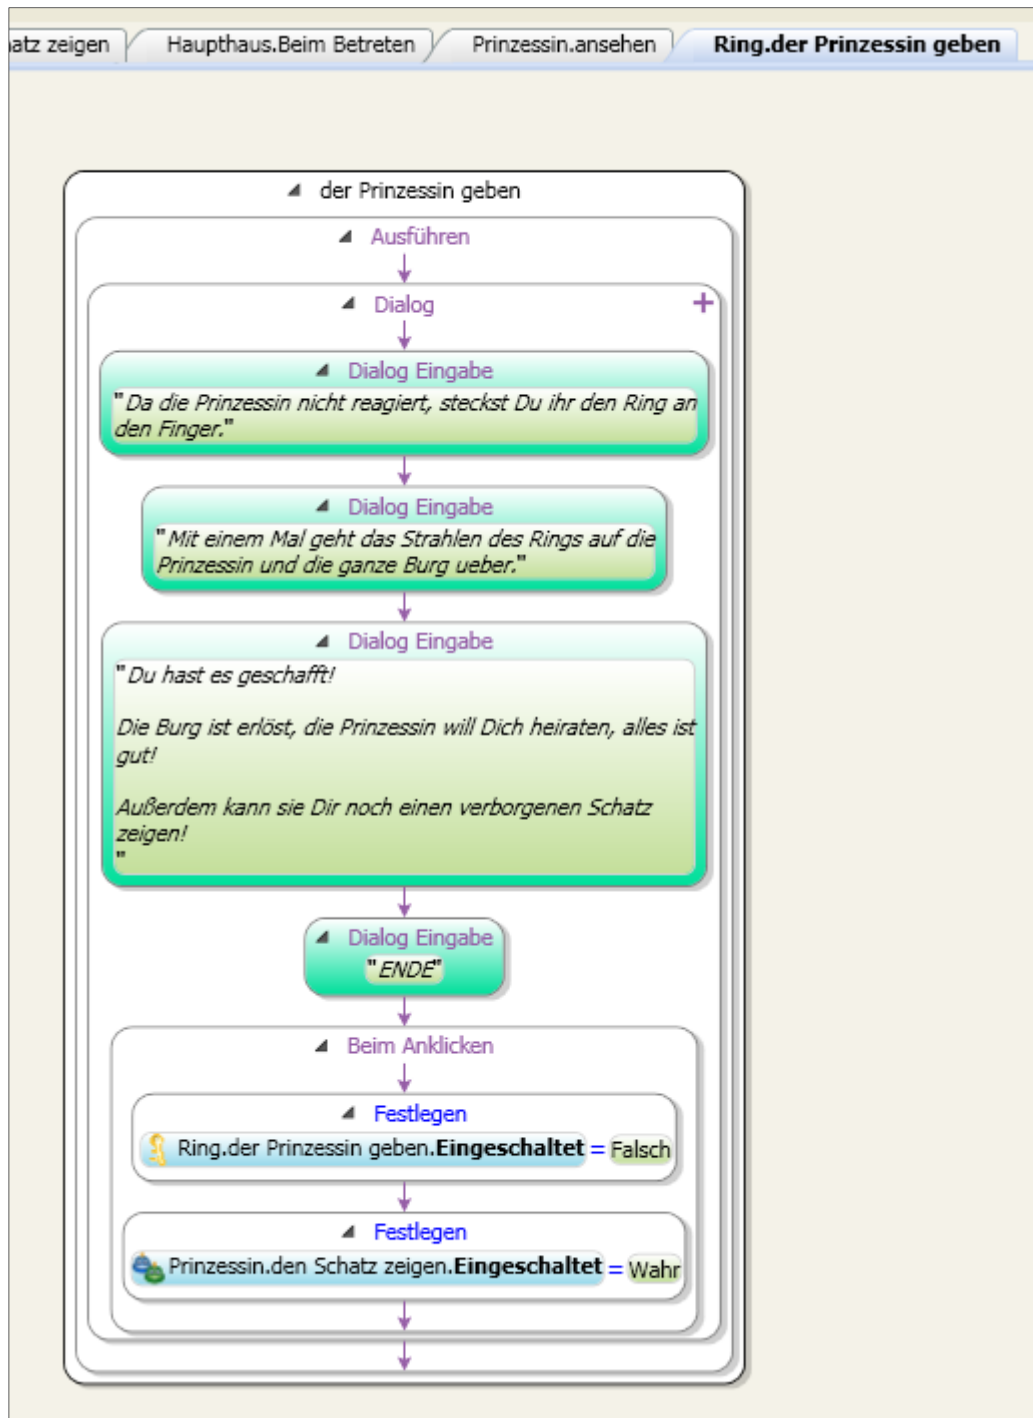 atz zeigen
Haupthaus.Beim Betreten
Prinzessin.ansehen
Ring.der Prinzessin geben
der Prinzessin geben
Ausführen
Dialog
Dialog Eingabe
"Da die Prinzessin nicht reagiert, steckst Du ihr den Ring an
den Finger."
Dialog Eingabe
"Mit einem Mal geht das Strahlen des Rings auf die
Prinzessin und die ganze Burg ueber."
Dialog Eingabe
"Du hast es geschafft!
Die Burg ist erlöst, die Prinzessin will Dich heiraten, alles ist
gut!
Außerdem kann sie Dir noch einen verborgenen Schatz
zeigen!
"
Dialog Eingabe
"ENDE"
Beim Anklicken
Festlegen
Ring.der Prinzessin geben.Eingeschaltet = Falsch
Festlegen
Prinzessin.den Schatz zeigen.Eingeschaltet = Wahr